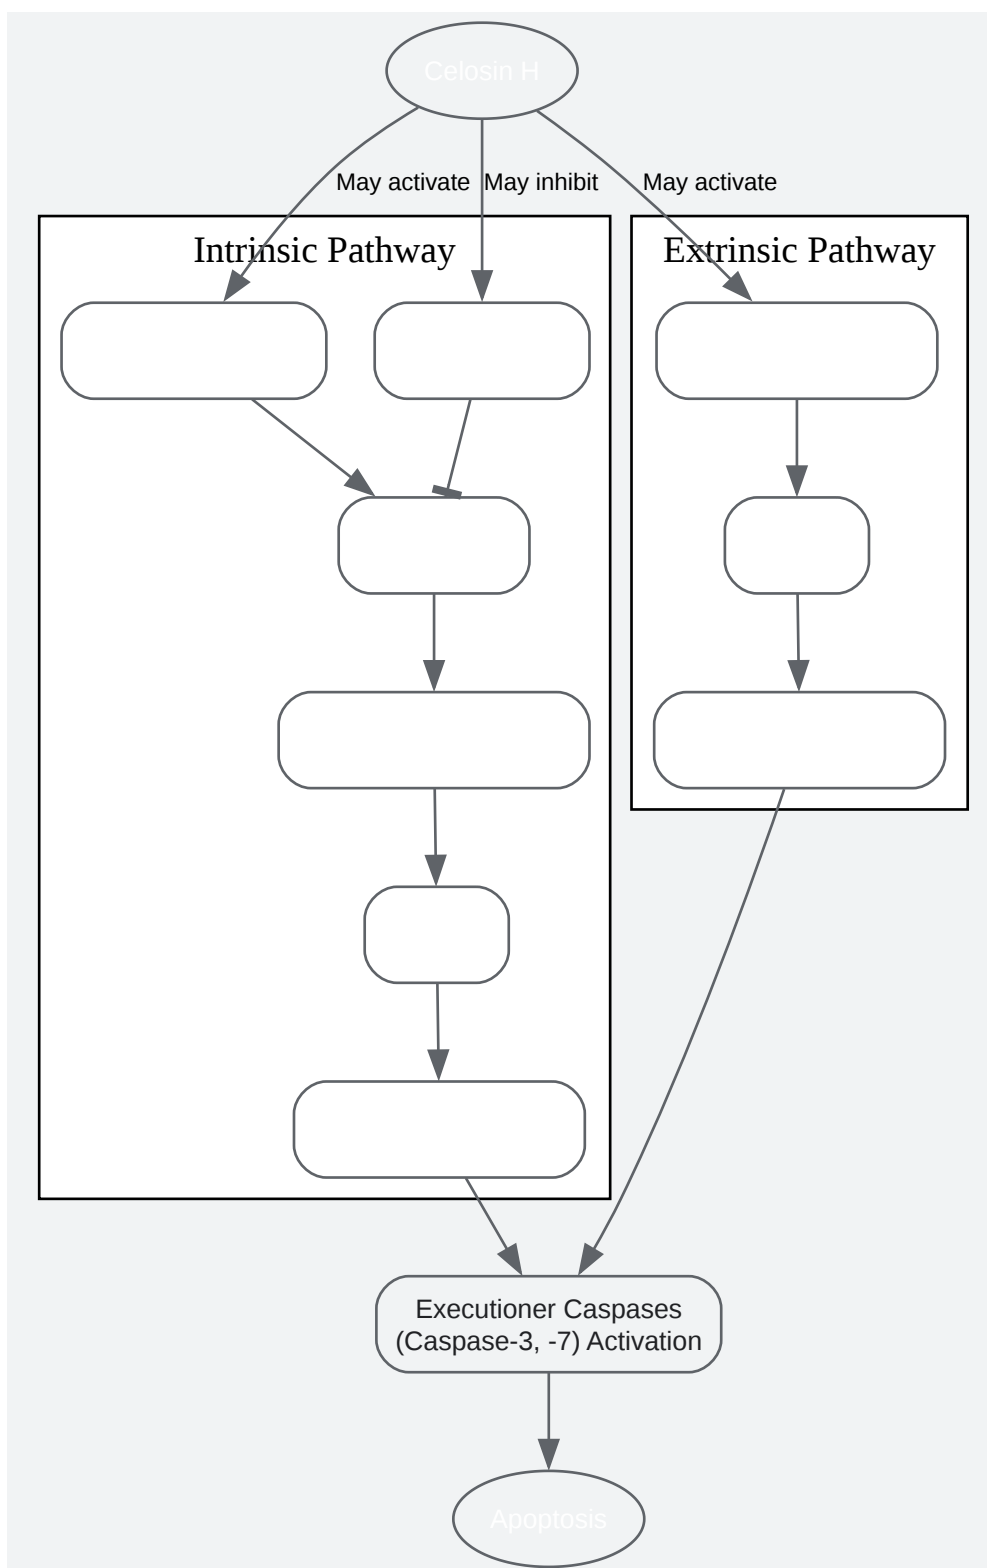 Celosin H
May activate
May inhibit
May activate
Intrinsic Pathway
Extrinsic Pathway
Executioner Caspases
(Caspase-3, -7) Activation
Apoptosis